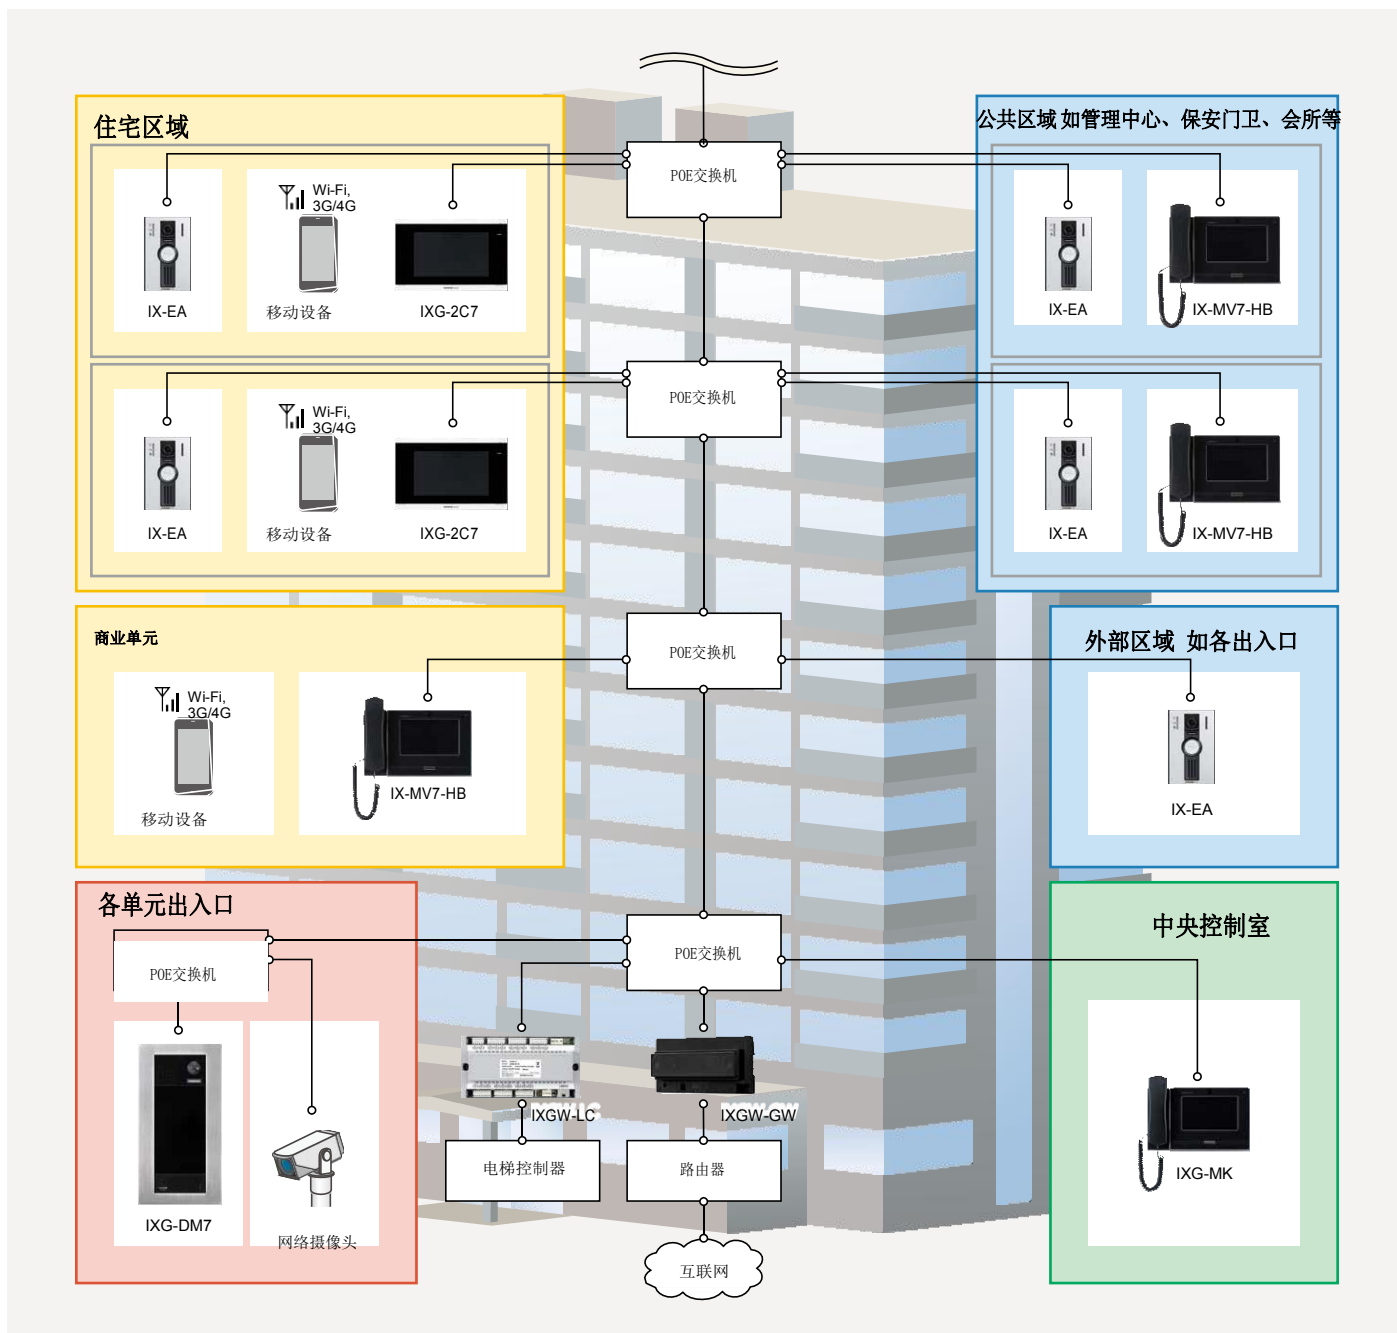 住宅区域
公共区域 如管理中心、保安门卫、会所等
POE交换机
Wi-Fi,
3G/4G
IX-EA
移动设备
IXG-2C7
IX-EA
IX-MV7-HB
POE交换机
Wi-Fi,
3G/4G
IX-EA
移动设备
IXG-2C7
IX-EA
IX-MV7-HB
商业单元
POE交换机
外部区域 如各出入口
Wi-Fi,
3G/4G
移动设备
IX-MV7-HB
IX-EA
各单元出入口
中央控制室
POE交换机
POE交换机
IXGW-LC
IXGW-GW
电梯控制器
路由器
IXG-MK
IXG-DM7
网络摄像头
互联网